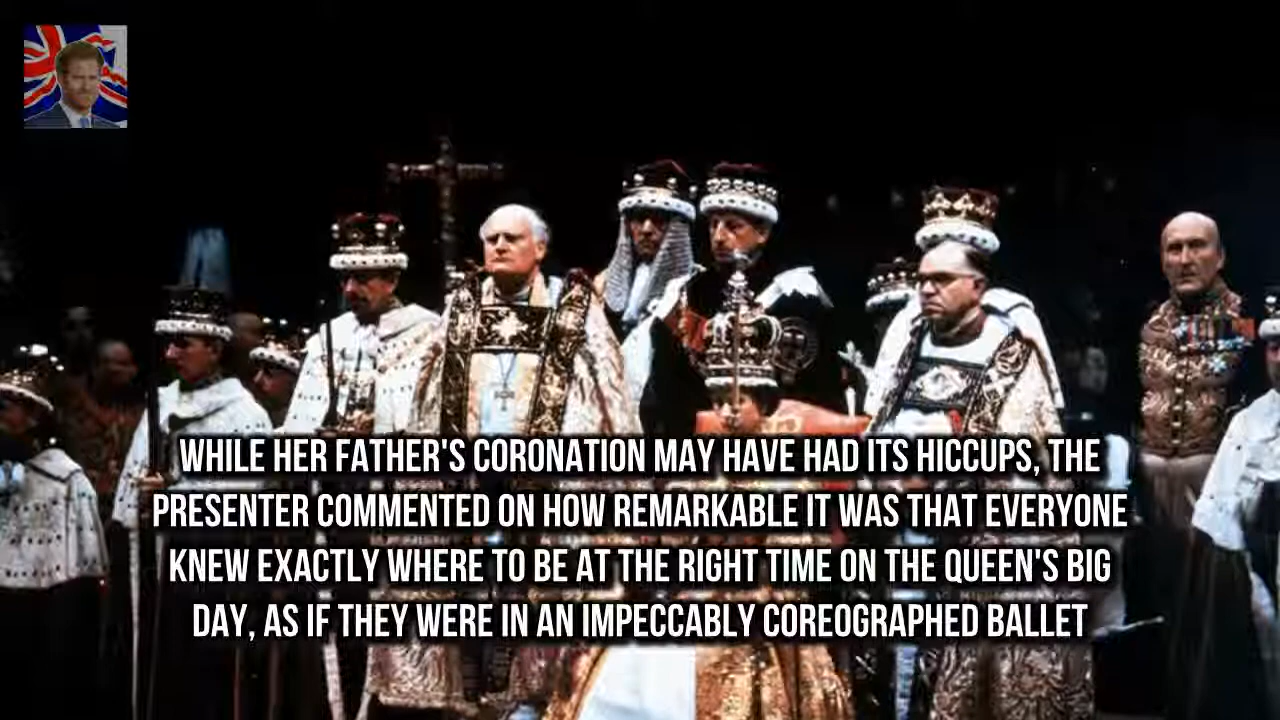 WHILE HER FATHER'S CORONATION MAY HAVE HAD ITS HICCUPS, THE
PRESENTER COMMENTED ON HOW REMARKABLE IT WAS THAT EVERYONE
KNEW EXACTLY WHERE TO BE AT THE RIGHT TIME ON THE QUEEN'S BIG
DAY, AS IF THEY WERE IN AN IMPECCABLY COREOGRAPHED BALLET